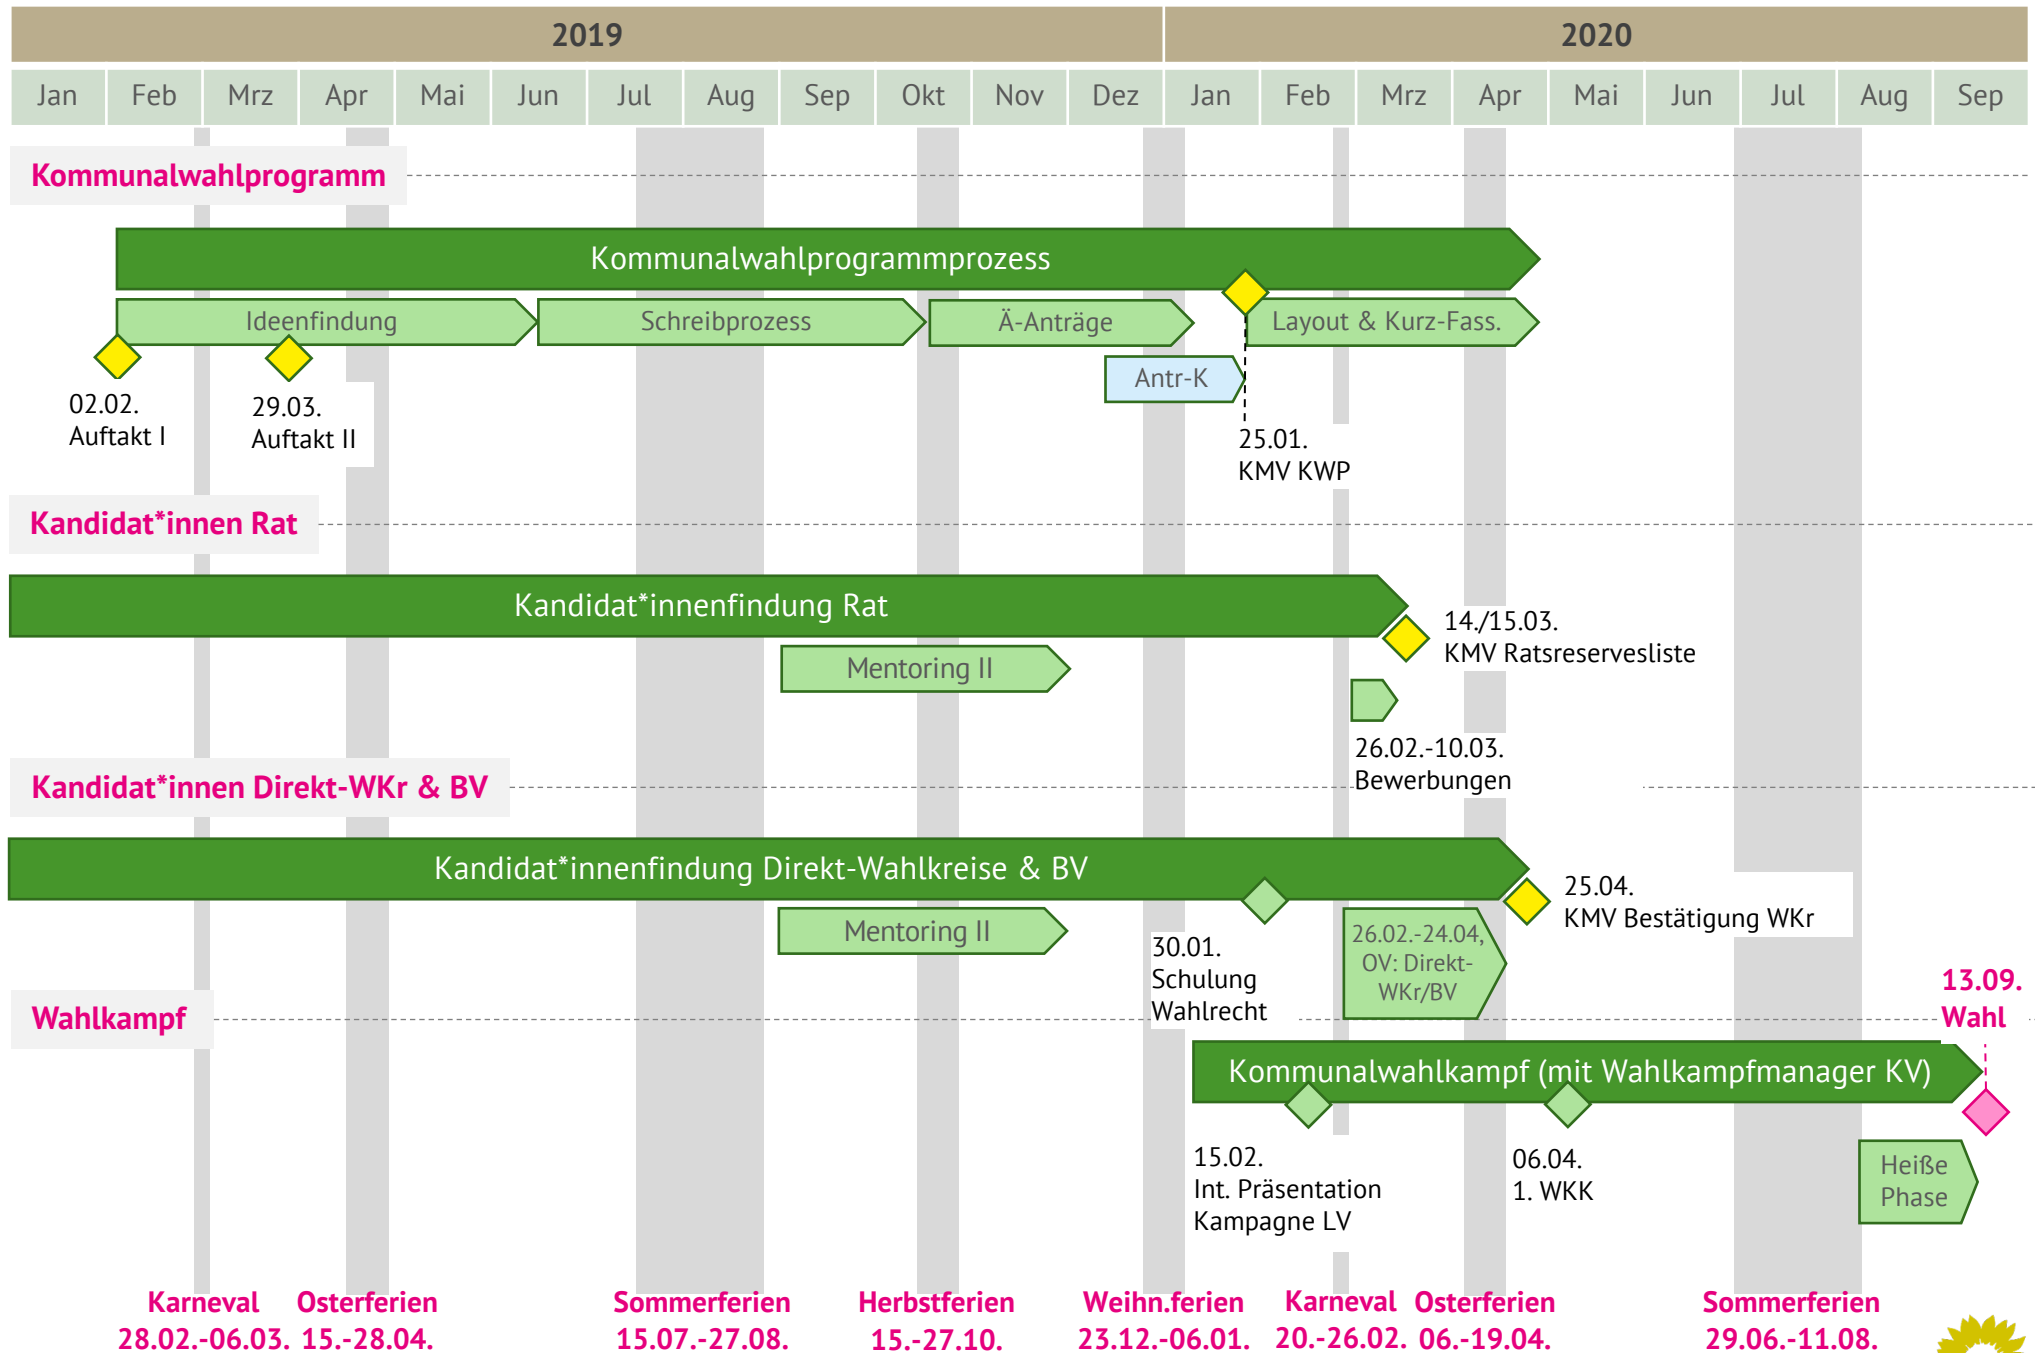 2019 2020
Jan Feb Mrz Apr Mai Jun Jul Aug Sep Okt Nov Dez Jan Feb Mrz Apr Mai Jun Jul Aug Sep
Kommunalwahlprogramm
Kommunalwahlprogrammprozess
Ideenfindung Schreibprozess Ä-Anträge Layout & Kurz-Fass.
Antr-K
02.02.
Auftakt I
29.03.
Auftakt II
25.01.
KMV KWP
Kandidat*innen Rat
Kandidat*innenfindung Rat
14./15.03.
KMV Ratsreservesliste
Mentoring II
26.02.-10.03.
Bewerbungen
Kandidat*innen Direkt-WKr & BV
Kandidat*innenfindung Direkt-Wahlkreise & BV
25.04.
KMV Bestätigung WKr
Mentoring II
30.01.
Schulung
Wahlrecht
26.02.-24.04,
OV: Direkt-
WKr/BV
13.09.
Wahl
Wahlkampf
Kommunalwahlkampf (mit Wahlkampfmanager KV)
15.02.
Int. Präsentation
Kampagne LV
06.04.
1. WKK
Heiße
Phase
Karneval
28.02.-06.03.
Osterferien
15.-28.04.
Sommerferien
15.07.-27.08.
Herbstferien
15.-27.10.
Weihn.ferien
23.12.-06.01.
Karneval
20.-26.02.
Osterferien
06.-19.04.
Sommerferien
29.06.-11.08.